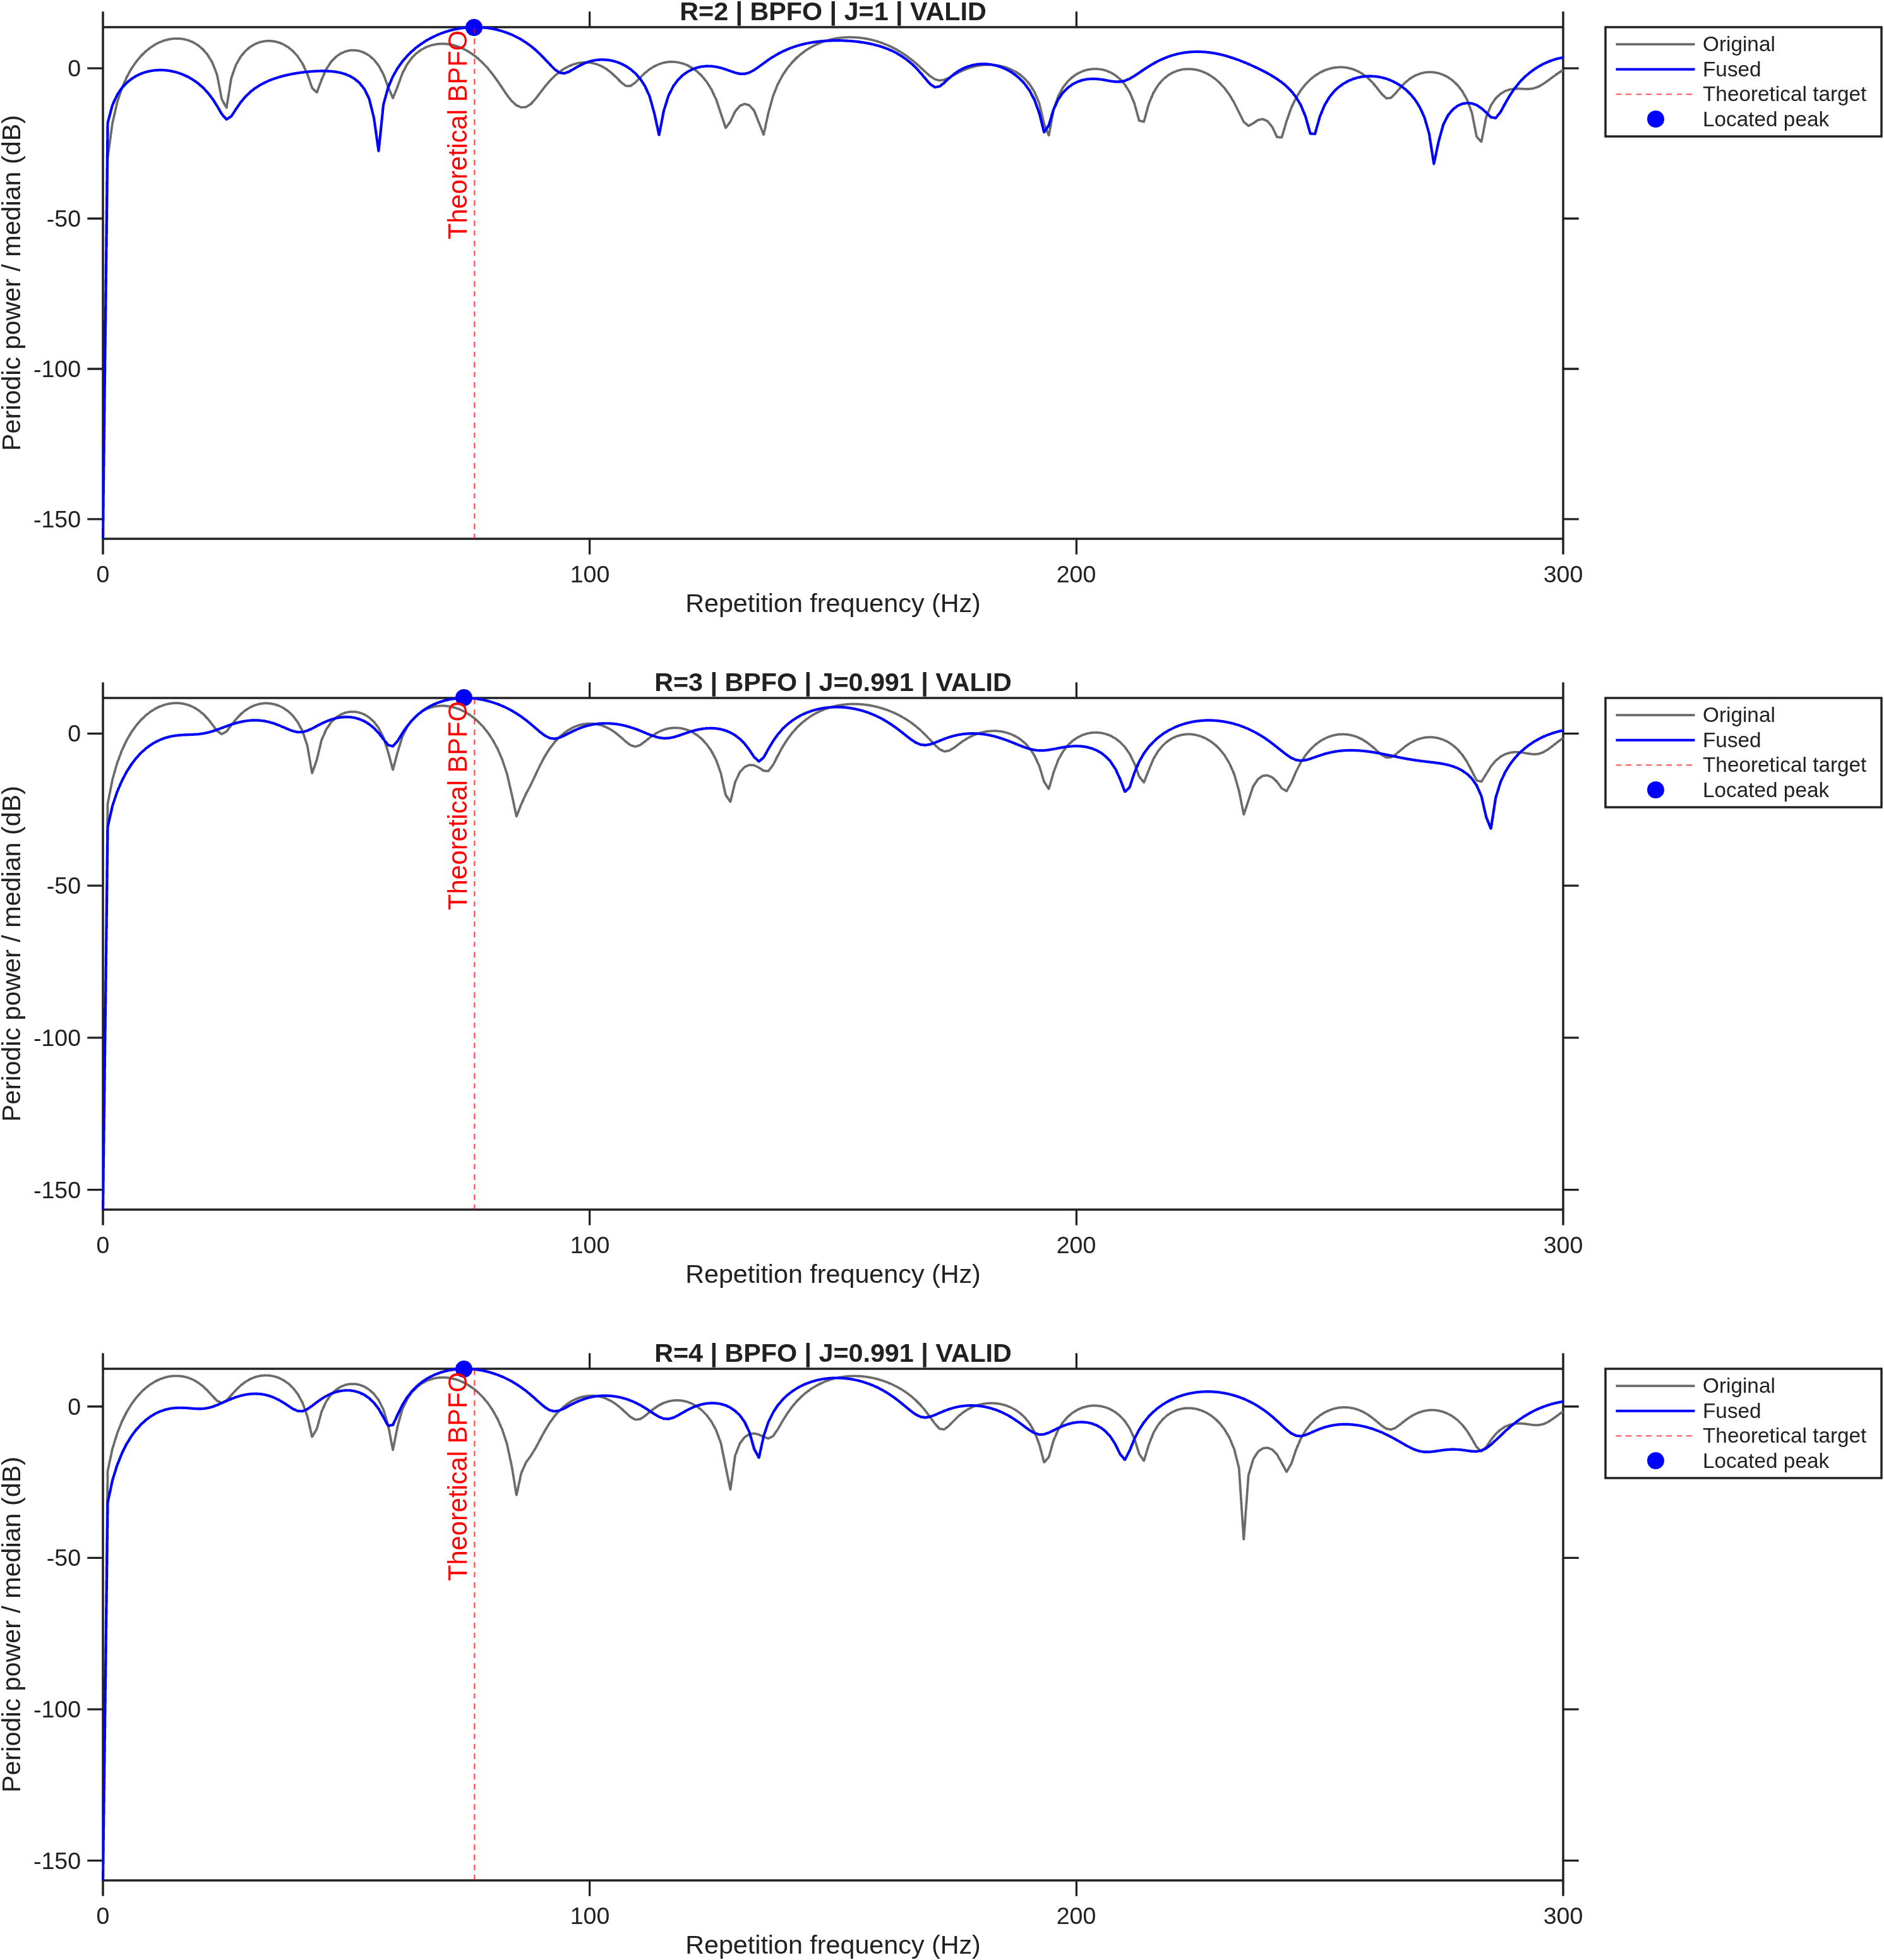 R=2 | BPFO | J=1 | VALID
Periodic power / median (dB)
0
-50
-100
-150
Theoretical BPFO
0 100 200 300
Repetition frequency (Hz)
Original
Fused
Theoretical target
Located peak
R=3 | BPFO | J=0.991 | VALID
Periodic power / median (dB)
0
-50
-100
-150
Theoretical BPFO
0 100 200 300
Repetition frequency (Hz)
Original
Fused
Theoretical target
Located peak
R=4 | BPFO | J=0.991 | VALID
Periodic power / median (dB)
0
-50
-100
-150
Theoretical BPFO
0 100 200 300
Repetition frequency (Hz)
Original
Fused
Theoretical target
Located peak